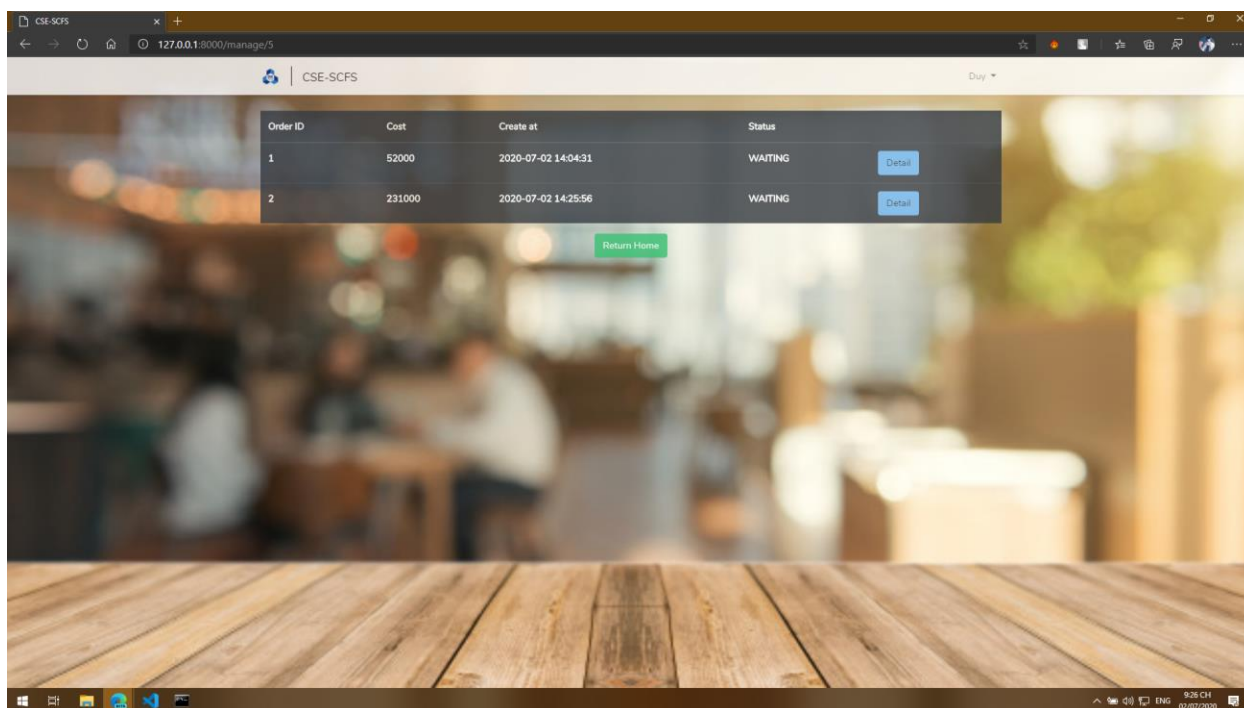 CSE-SCFS
127.0.0.1:8000/manage/5
CSE-SCFS Duy
Order ID Cost Create at Status
1 52000 2020-07-02 14:04:31 WAITING Detail
2 231000 2020-07-02 14:25:56 WAITING Detail
Return Home
ENG 9:26 CH
02/07/2020